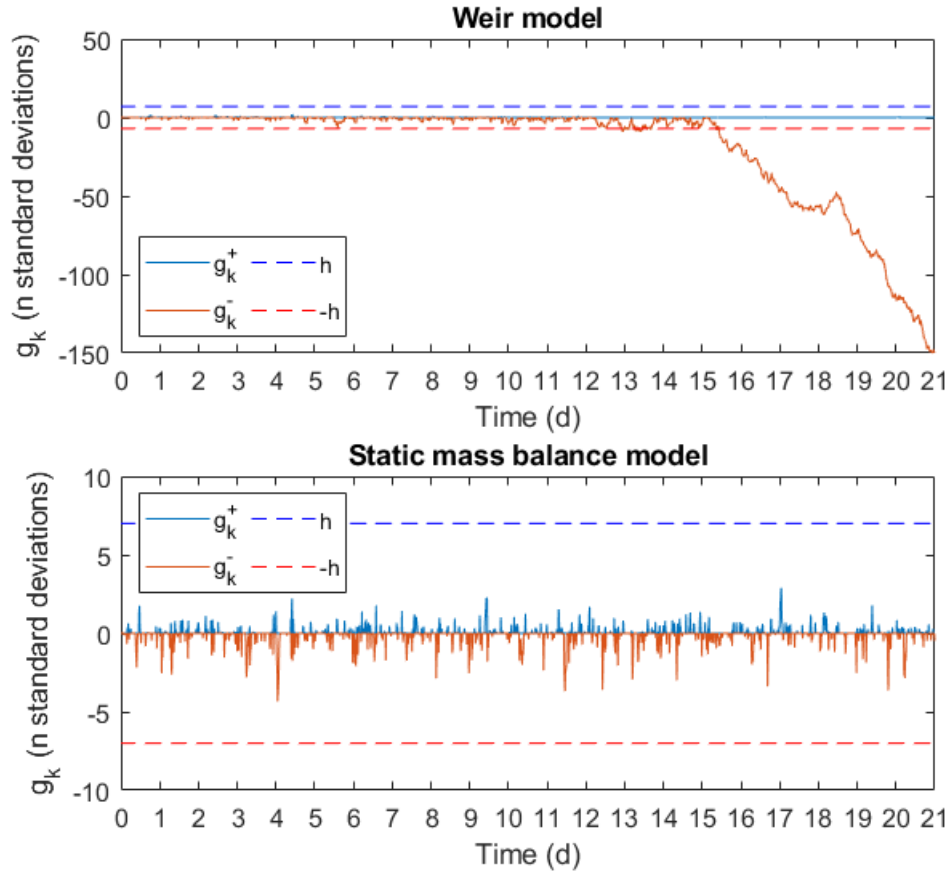 Weir model
g_k (n standard deviations)
50
0
-50
-100
-150
g_k^+ h
g_k^- -h
0 1 2 3 4 5 6 7 8 9 10 11 12 13 14 15 16 17 18 19 20 21
Time (d)
Static mass balance model
g_k (n standard deviations)
10
5
0
-5
-10
g_k^+ h
g_k^- -h
0 1 2 3 4 5 6 7 8 9 10 11 12 13 14 15 16 17 18 19 20 21
Time (d)